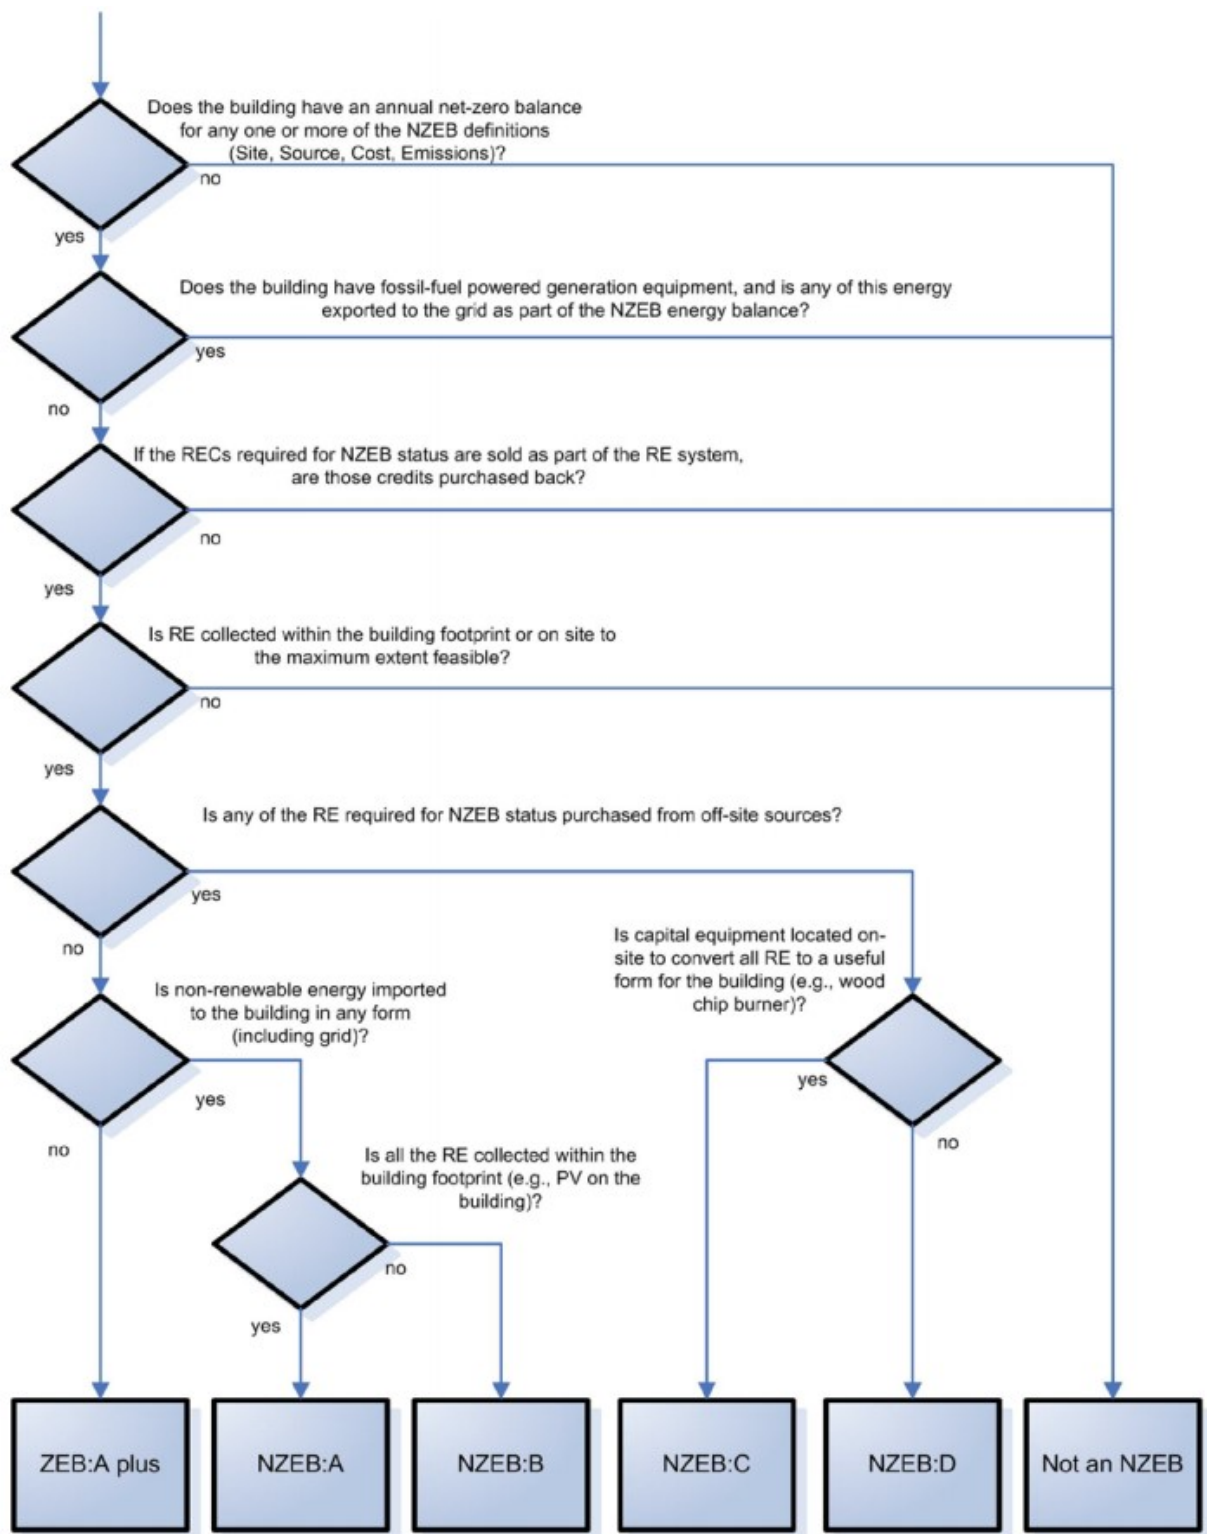 Does the building have an annual net-zero balance
for any one or more of the NZEB definitions
(Site, Source, Cost, Emissions)?
no
yes
Does the building have fossil-fuel powered generation equipment, and is any of this energy
exported to the grid as part of the NZEB energy balance?
yes
no
If the RECs required for NZEB status are sold as part of the RE system,
are those credits purchased back?
no
yes
Is RE collected within the building footprint or on site to
the maximum extent feasible?
no
yes
Is any of the RE required for NZEB status purchased from off-site sources?
yes
no
Is capital equipment located on-
site to convert all RE to a useful
form for the building (e.g., wood
chip burner)?
Is non-renewable energy imported
to the building in any form
(including grid)?
yes
yes
no
no
Is all the RE collected within the
building footprint (e.g., PV on the
building)?
no
yes
ZEB:A plus
NZEB:A
NZEB:B
NZEB:C
NZEB:D
Not an NZEB